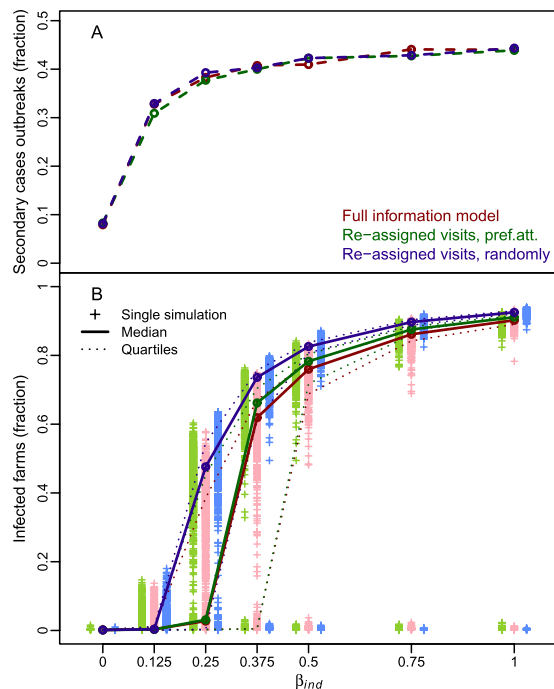 A
Secondary cases outbreaks (fraction)
0.5
0.4
0.3
0.2
0.1
0
Full information model
Re−assigned visits, pref.att.
Re−assigned visits, randomly
B
Single simulation
Median
Quartiles
Infected farms (fraction)
1
0.8
0.6
0.4
0.2
0
0 0.125 0.25 0.375 0.5 0.75 1
βind